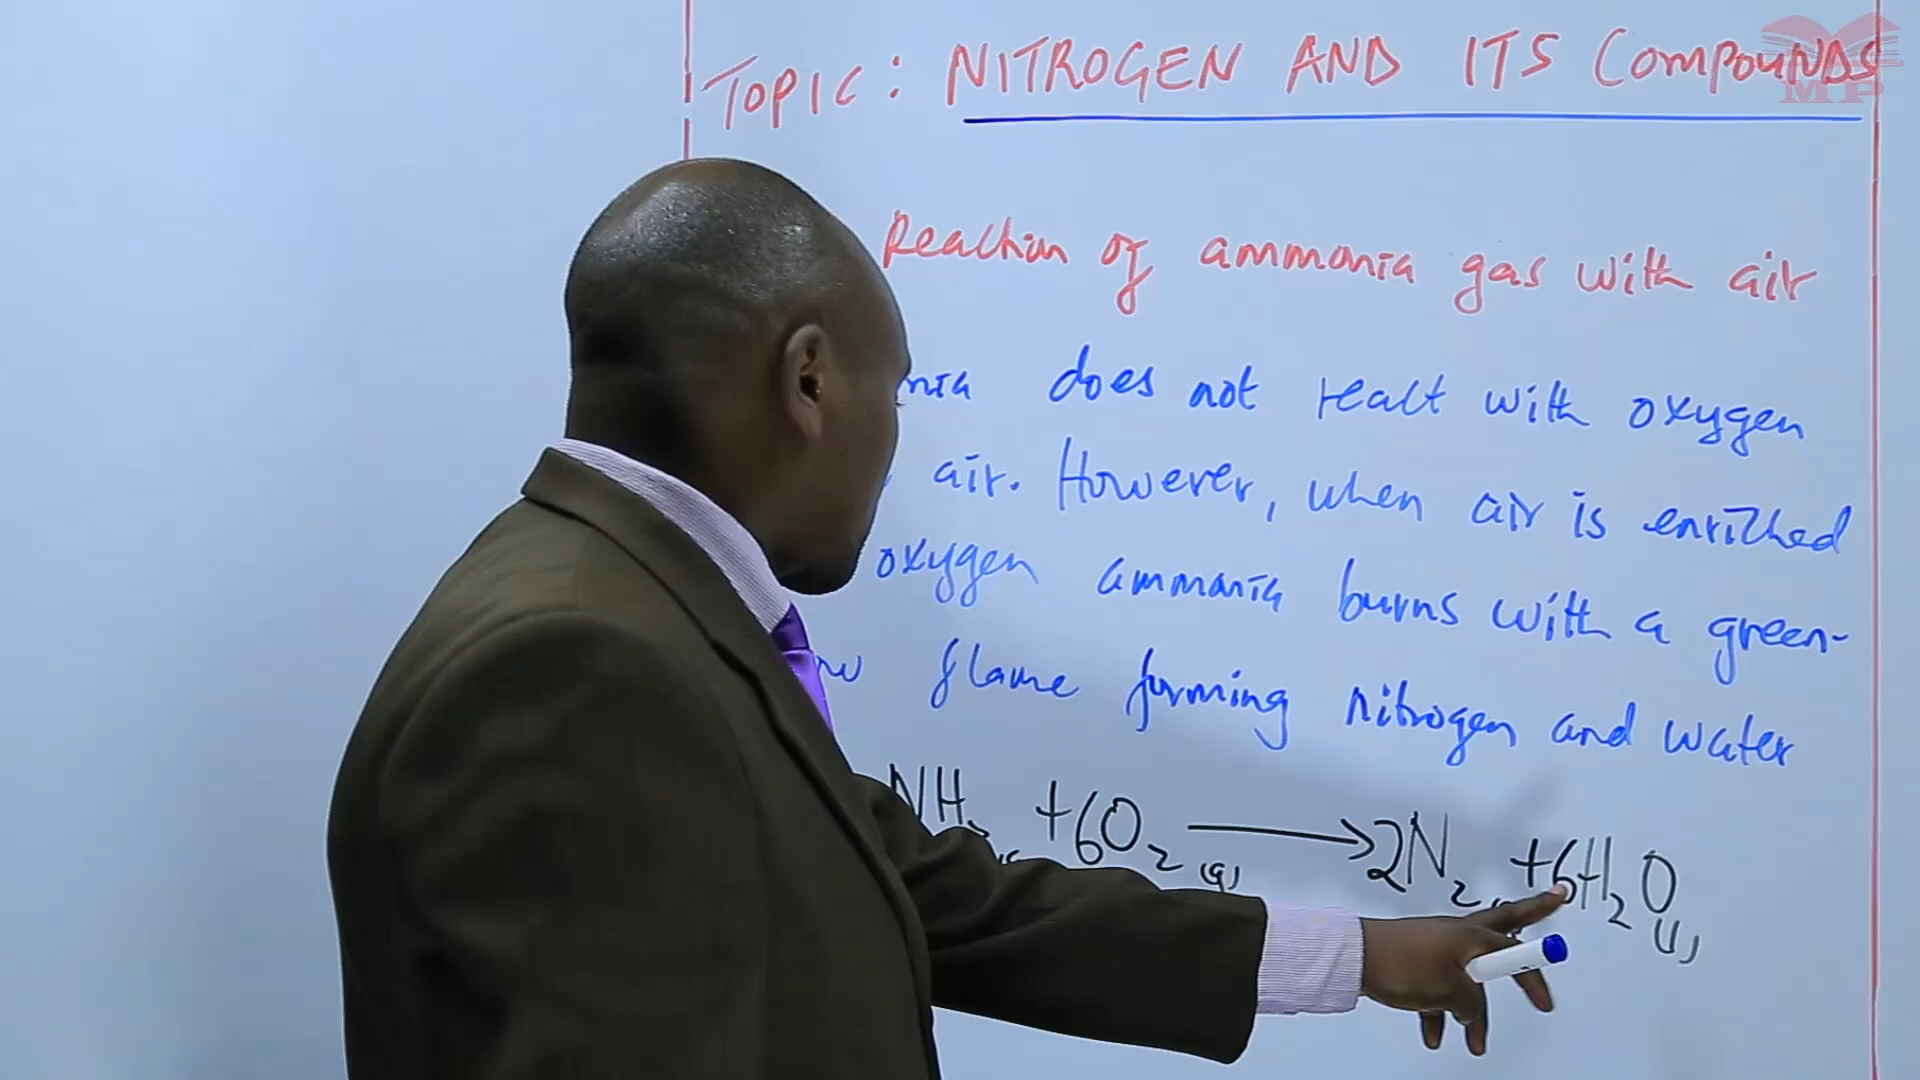 TOPIC: NITROGEN AND ITS COMPOUNDS
MP
Reaction of ammonia gas with air
nia does not react with oxygen
air. However, when air is enriched
oxygen ammonia burns with a green-
w flame forming nitrogen and water
NH₃ + 6O₂ (g) → 2N₂ + 6H₂O (l)